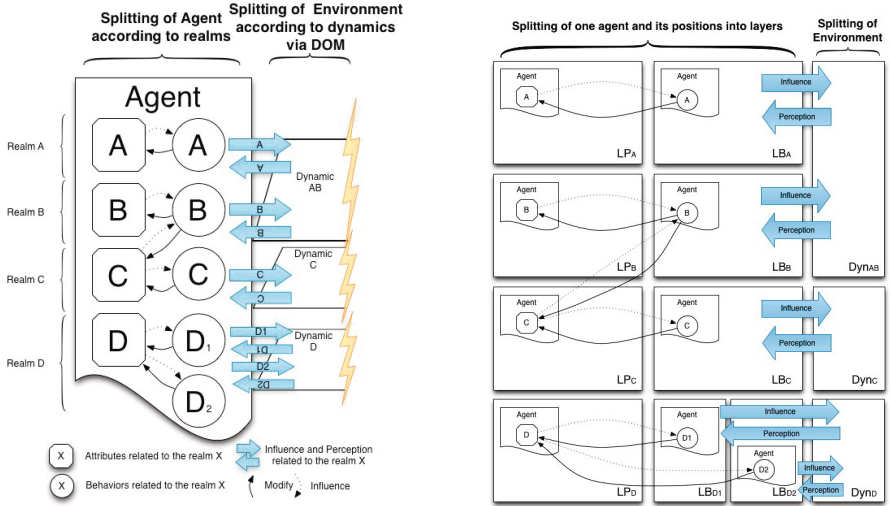 Splitting of Agent
according to realms
Splitting of Environment
according to dynamics
via DOM
Agent
Realm A
A
A
A
A
Dynamic
AB
Realm B
B
B
B
B
Realm C
C
C
C
C
Dynamic
C
Realm D
D
D1
D1
D1
D2
D2
D2
Dynamic
D
X
Attributes related to the realm X
X
Behaviors related to the realm X
Influence and Perception
related to the realm X
Modify
Influence
Splitting of one agent and its positions into layers
Splitting of
Environment
Agent
A
LPA
Agent
A
LBA
Influence
Perception
Agent
B
LPB
Agent
B
LBB
Influence
Perception
DynAB
Agent
C
LPC
Agent
C
LBC
Influence
Perception
DynC
Agent
D
LPD
Agent
D1
LBD1
Influence
Perception
Agent
D2
LBD2
Influence
Perception
DynD